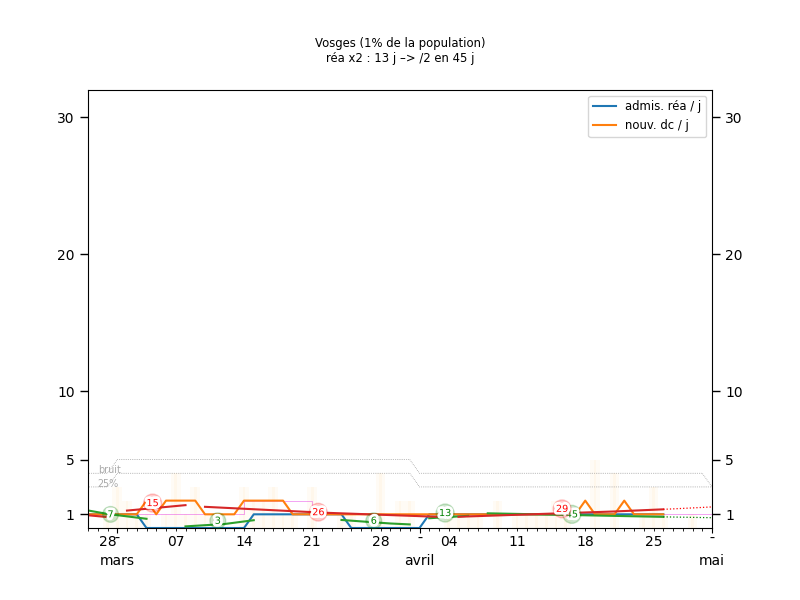 Vosges (1% de la population)
réa x2 : 13 j –> /2 en 45 j
admis. réa / j
nouv. dc / j
30 30
20 20
10 10
5 5
1 1
bruit
25%
7 15 3 26 6 13 29 45
28 - 07 14 21 28 - 04 11 18 25 -
mars avril mai